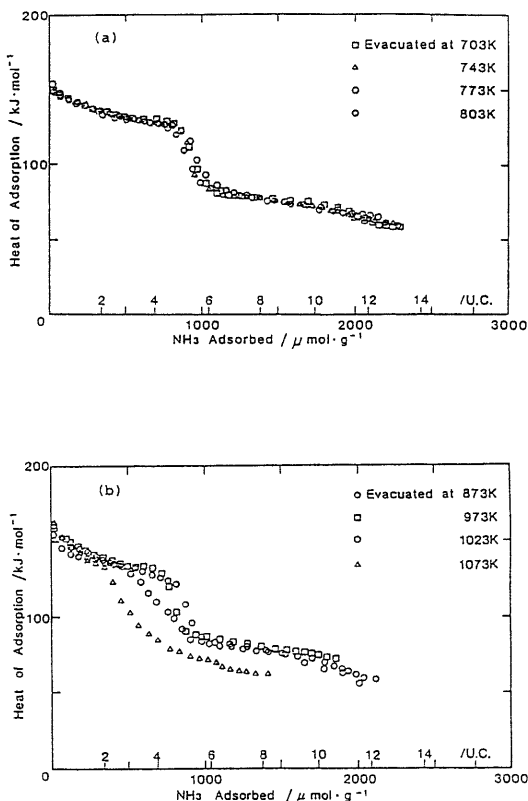 200
(a)
Evacuated at 703K
743K
773K
803K
100
Heat of Adsorption / kJ·mol⁻¹
0
2 4 6 8 10 12 14 /U.C.
1000 2000 3000
NH₃ Adsorbed / μ mol·g⁻¹
200
(b)
Evacuated at 873K
973K
1023K
1073K
100
Heat of Adsorption /kJ·mol⁻¹
0
2 4 6 8 10 12 14 /U.C.
1000 2000 3000
NH₃ Adsorbed / μ mol·g⁻¹